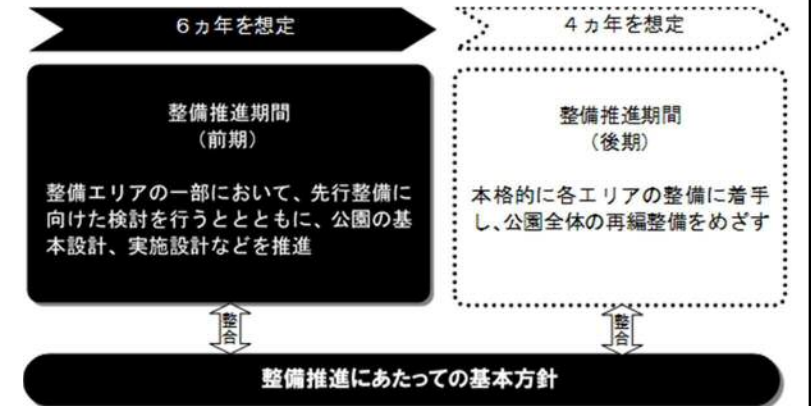 6ヵ年を想定
4ヵ年を想定
整備推進期間
(前期)
整備エリアの一部において、先行整備に
向けた検討を行うととともに、公園の基
本設計、実施設計などを推進
整備推進期間
(後期)
本格的に各エリアの整備に着手
し、公園全体の再編整備をめざす
整合
整合
整備推進にあたっての基本方針